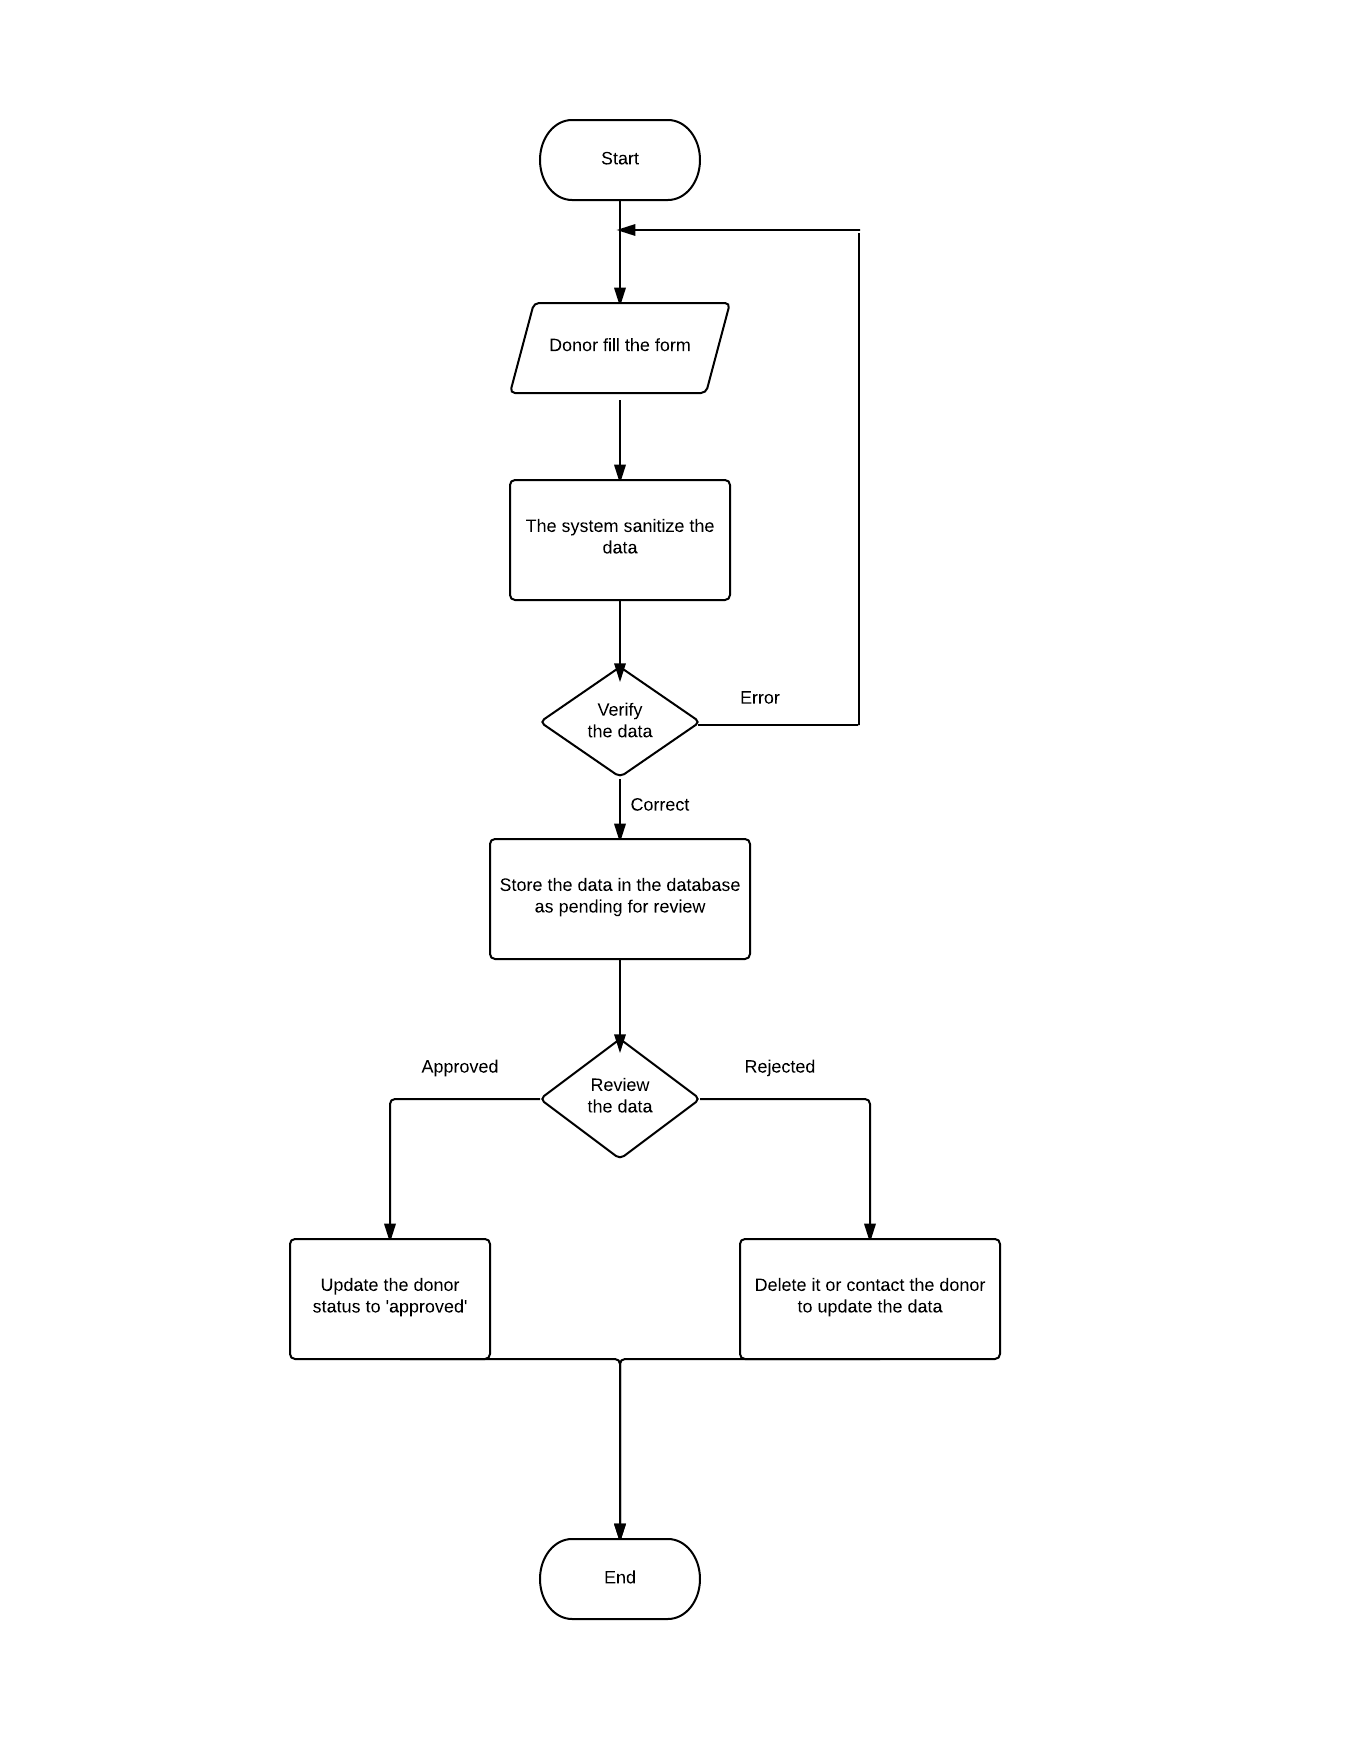 Start
Donor fill the form
The system sanitize the
data
Verify
the data
Error
Correct
Store the data in the database
as pending for review
Approved
Review
the data
Rejected
Update the donor
status to 'approved'
Delete it or contact the donor
to update the data
End